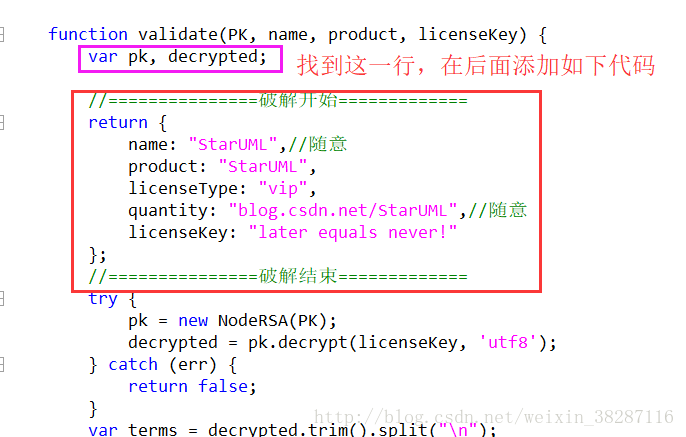 function validate(PK, name, product, licenseKey) {
var pk, decrypted;
找到这一行，在后面添加如下代码
//===============破解开始=============
return {
name: "StarUML",//随意
product: "StarUML",
licenseType: "vip",
quantity: "blog.csdn.net/StarUML",//随意
licenseKey: "later equals never!"
};
//===============破解结束=============
try {
pk = new NodeRSA(PK);
decrypted = pk.decrypt(licenseKey, 'utf8');
} catch (err) {
return false;
}
http://blog.csdn.net/weixin_38287116
var terms = decrypted.trim().split("\n");